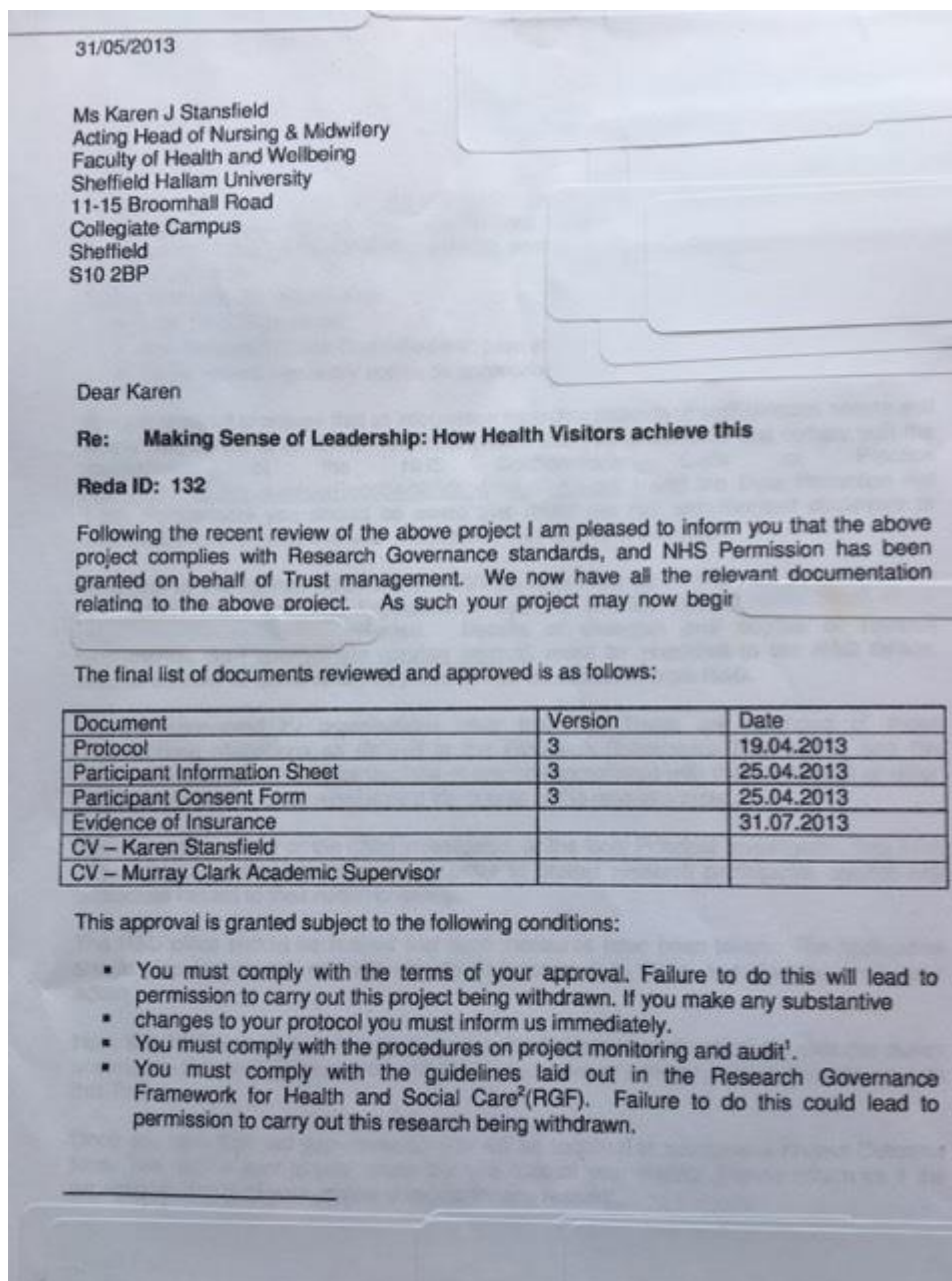 31/05/2013
Ms Karen J Stansfield
Acting Head of Nursing & Midwifery
Faculty of Health and Wellbeing
Sheffield Hallam University
11-15 Broomhall Road
Collegiate Campus
Sheffield
S10 2BP
Dear Karen
Re: Making Sense of Leadership: How Health Visitors achieve this
Reda ID: 132
Following the recent review of the above project I am pleased to inform you that the above
project complies with Research Governance standards, and NHS Permission has been
granted on behalf of Trust management. We now have all the relevant documentation
relating to the above project. As such your project may now
The final list of documents reviewed and approved is as follows:
Document Version Date
Protocol 3 19.04.2013
Participant Information Sheet 3 25.04.2013
Participant Consent Form 3 25.04.2013
Evidence of Insurance 31.07.2013
CV – Karen Stansfield
CV – Murray Clark Academic Supervisor
This approval is granted subject to the following conditions:
▪ You must comply with the terms of your approval. Failure to do this will lead to
permission to carry out this project being withdrawn. If you make any substantive
▪ changes to your protocol you must inform us immediately.
▪ You must comply with the procedures on project monitoring and audit¹.
▪ You must comply with the guidelines laid out in the Research Governance
Framework for Health and Social Care²(RGF). Failure to do this could lead to
permission to carry out this research being withdrawn.